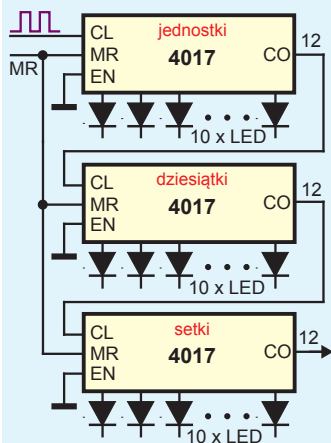 jednostki
CL
MR 4017 CO 12
MR
EN
10 x LED
dziesiątki
CL
MR 4017 CO 12
EN
10 x LED
setki
CL
MR 4017 CO 12
EN
10 x LED